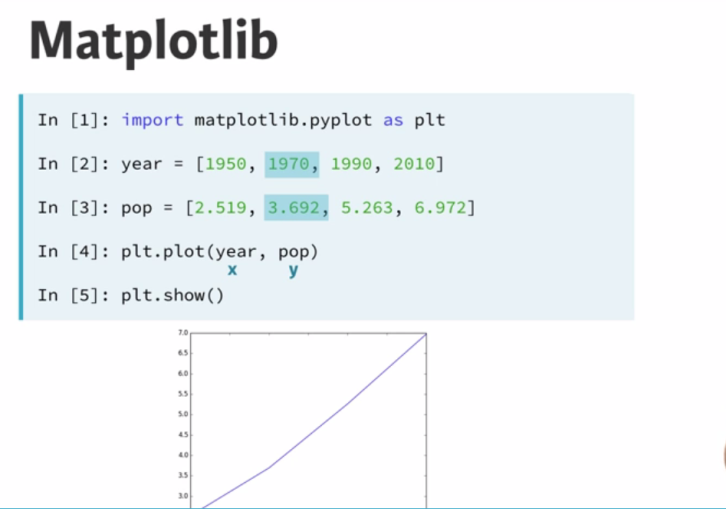 Matplotlib
In [1]: import matplotlib.pyplot as plt
In [2]: year = [1950, 1970, 1990, 2010]
In [3]: pop = [2.519, 3.692, 5.263, 6.972]
In [4]: plt.plot(year, pop)
x y
In [5]: plt.show()
7.0
6.5
6.0
5.5
5.0
4.5
4.0
3.5
3.0